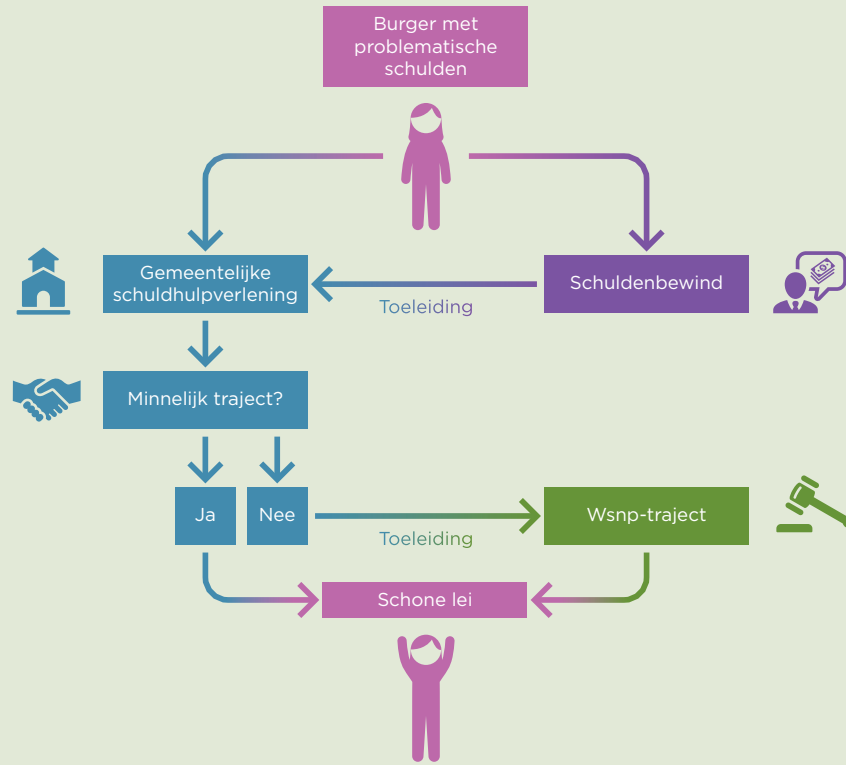 Burger met
problematische
schulden
Gemeentelijke
schuldhulpverlening
Toeleiding
Schuldenbewind
Minnelijk traject?
Ja
Nee
Toeleiding
Wsnp-traject
Schone lei